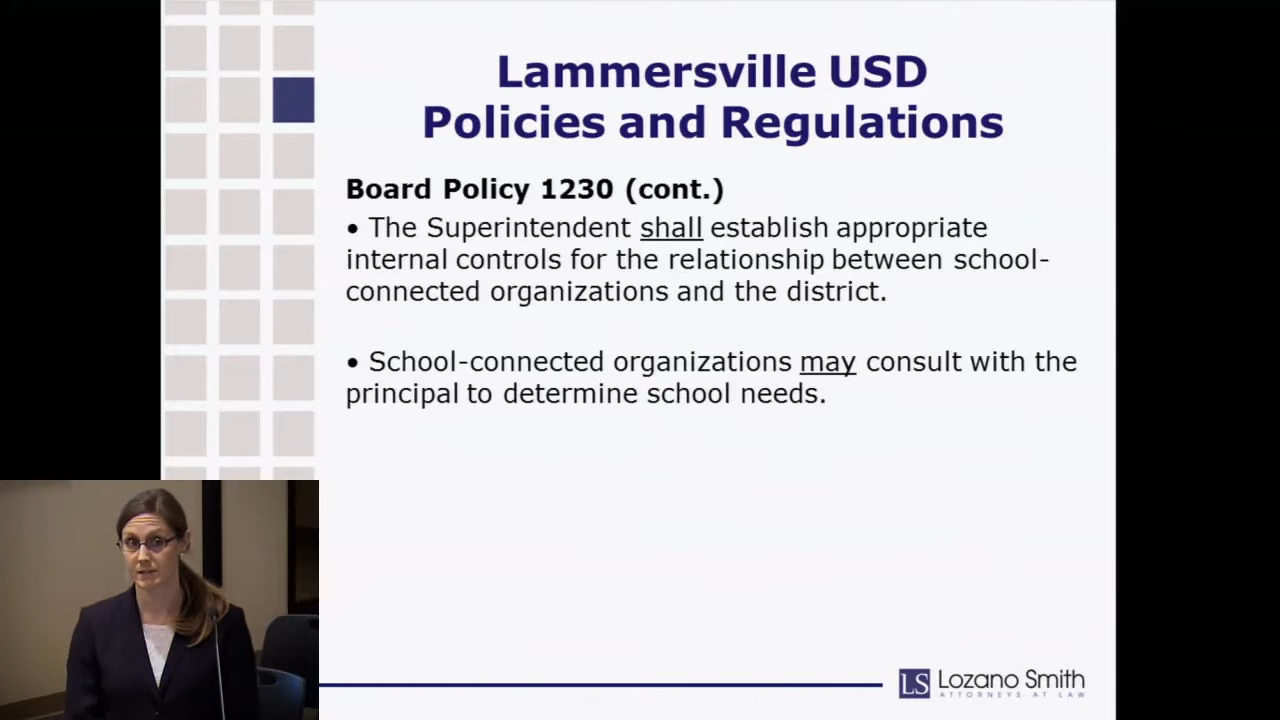 Lammersville USD
Policies and Regulations
Board Policy 1230 (cont.)
• The Superintendent shall establish appropriate
internal controls for the relationship between school-
connected organizations and the district.
• School-connected organizations may consult with the
principal to determine school needs.
LS Lozano Smith
ATTORNEYS AT LAW